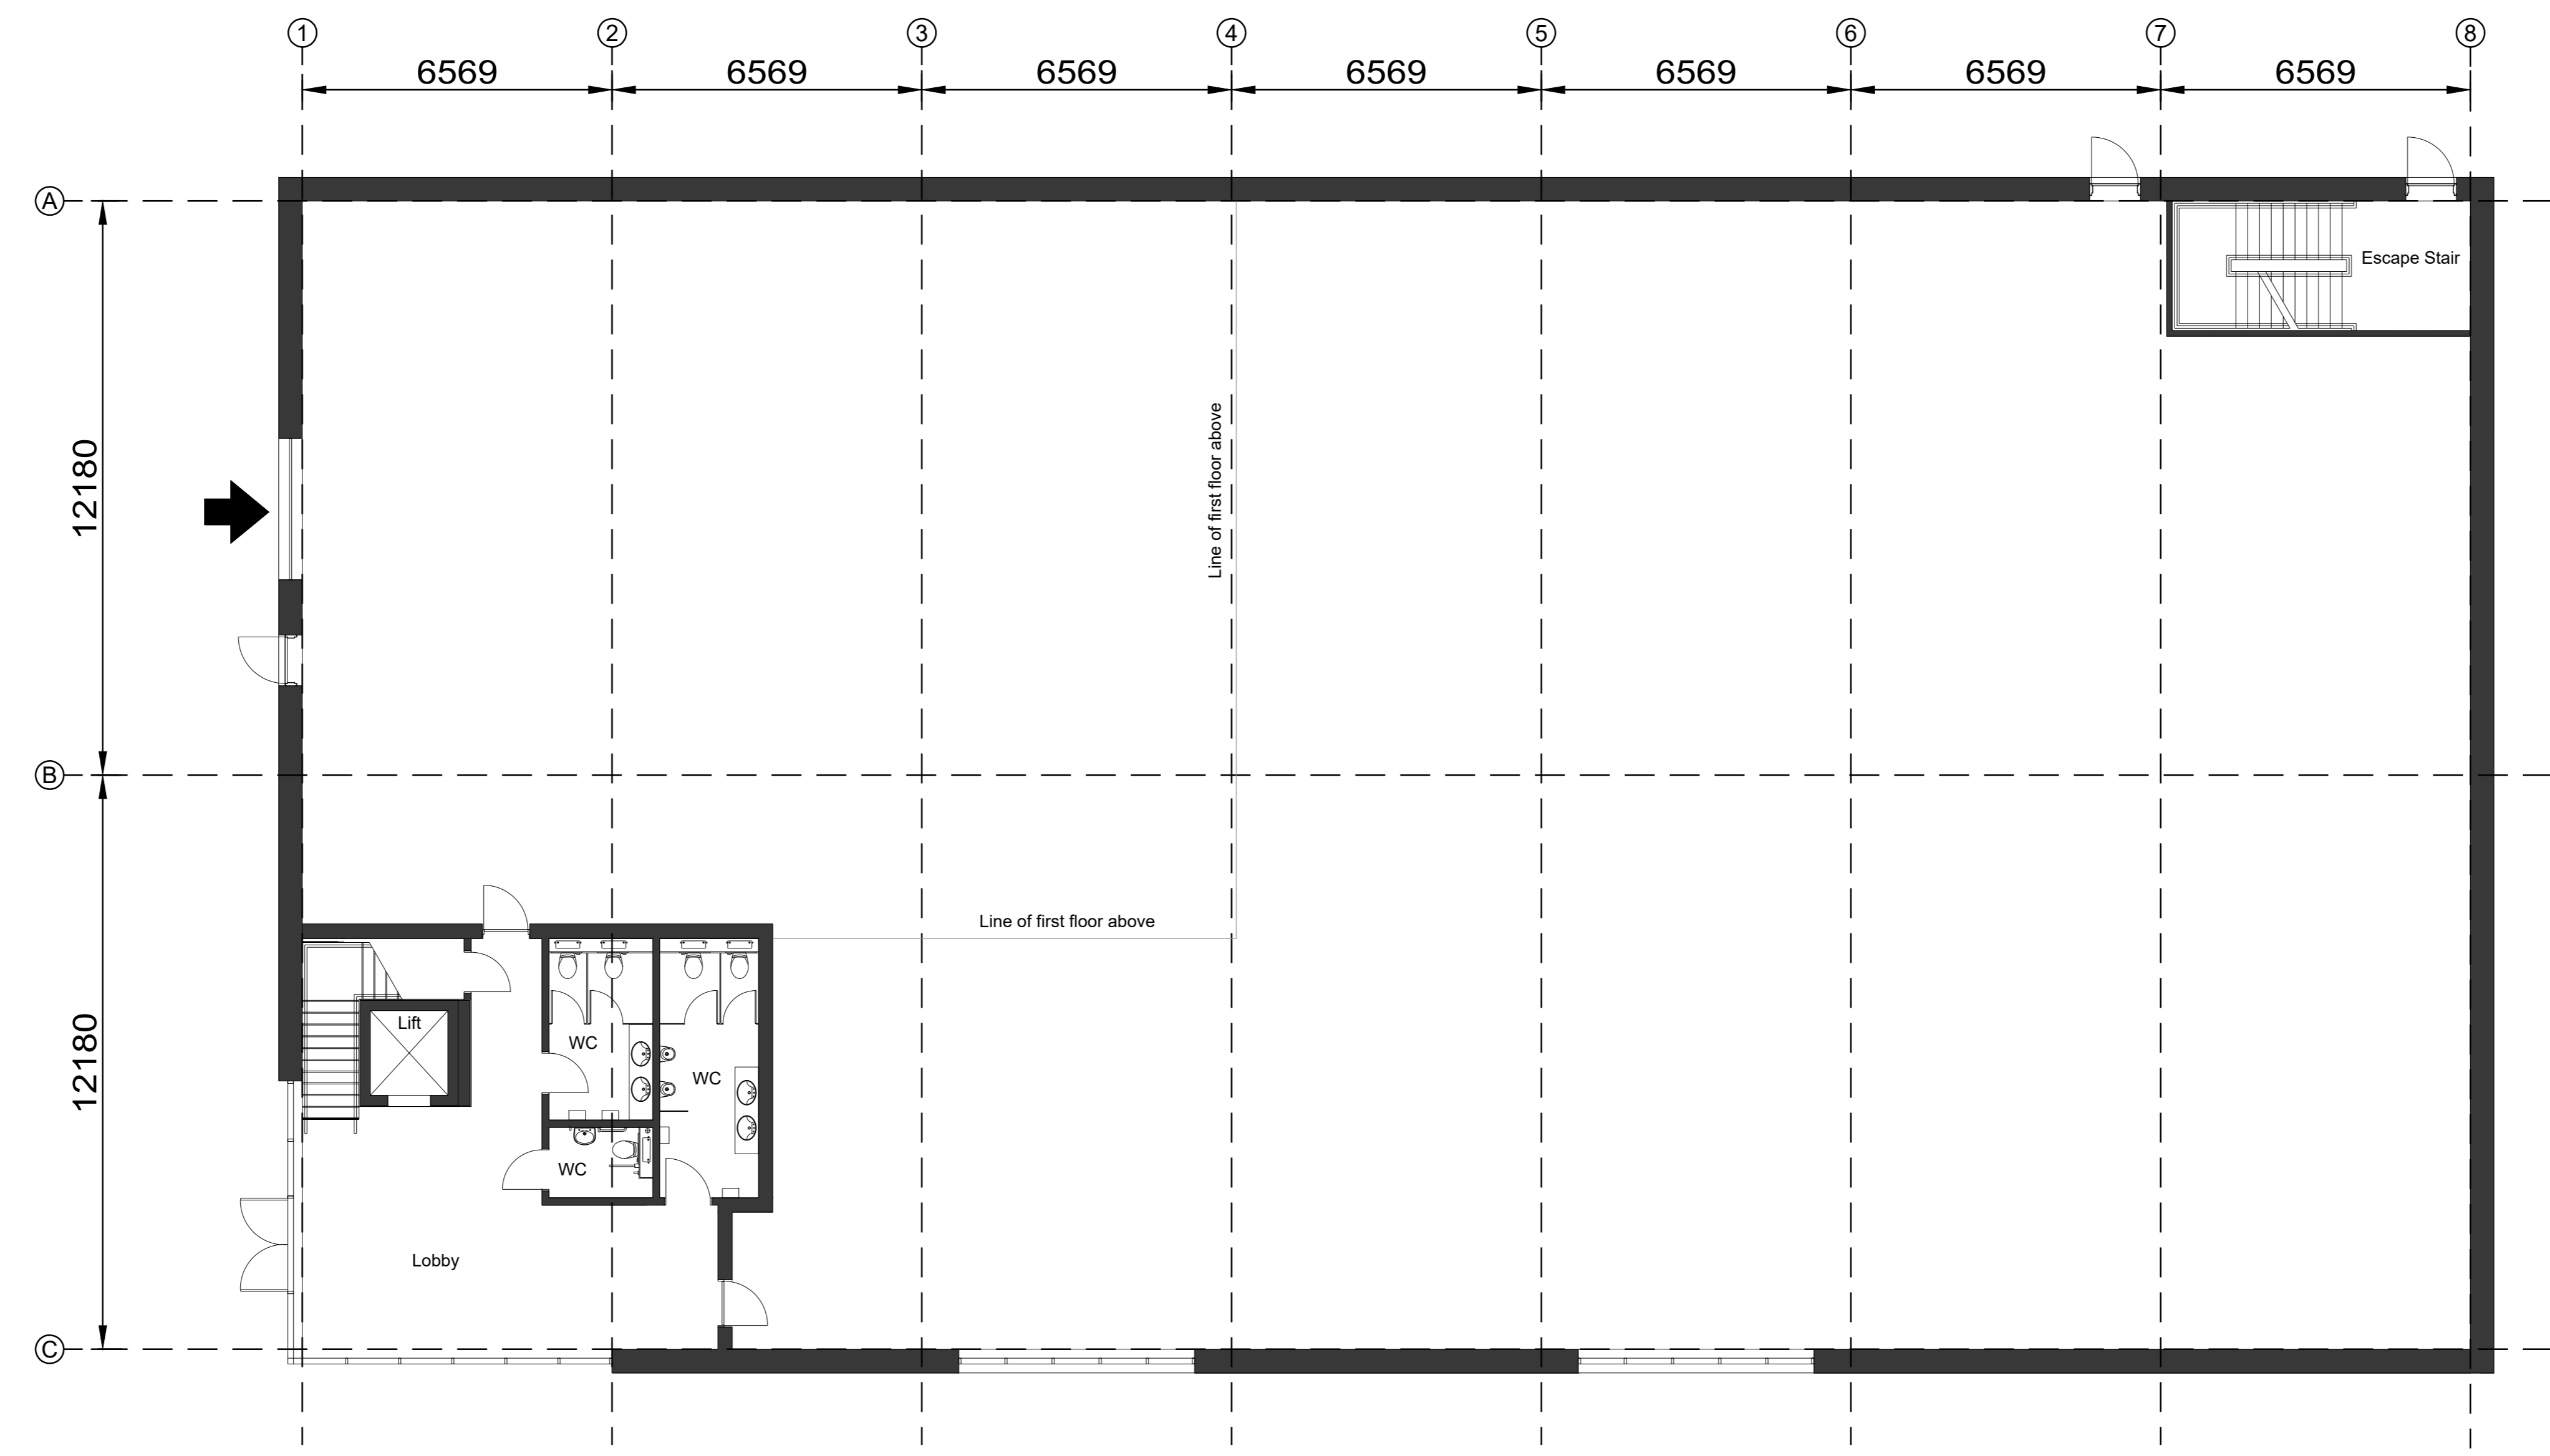 1
2
3
4
5
6
7
8
6569
6569
6569
6569
6569
6569
6569
A
Escape Stair
12180
Line of first floor above
B
Line of first floor above
Lift
WC
12180
WC
WC
Lobby
C